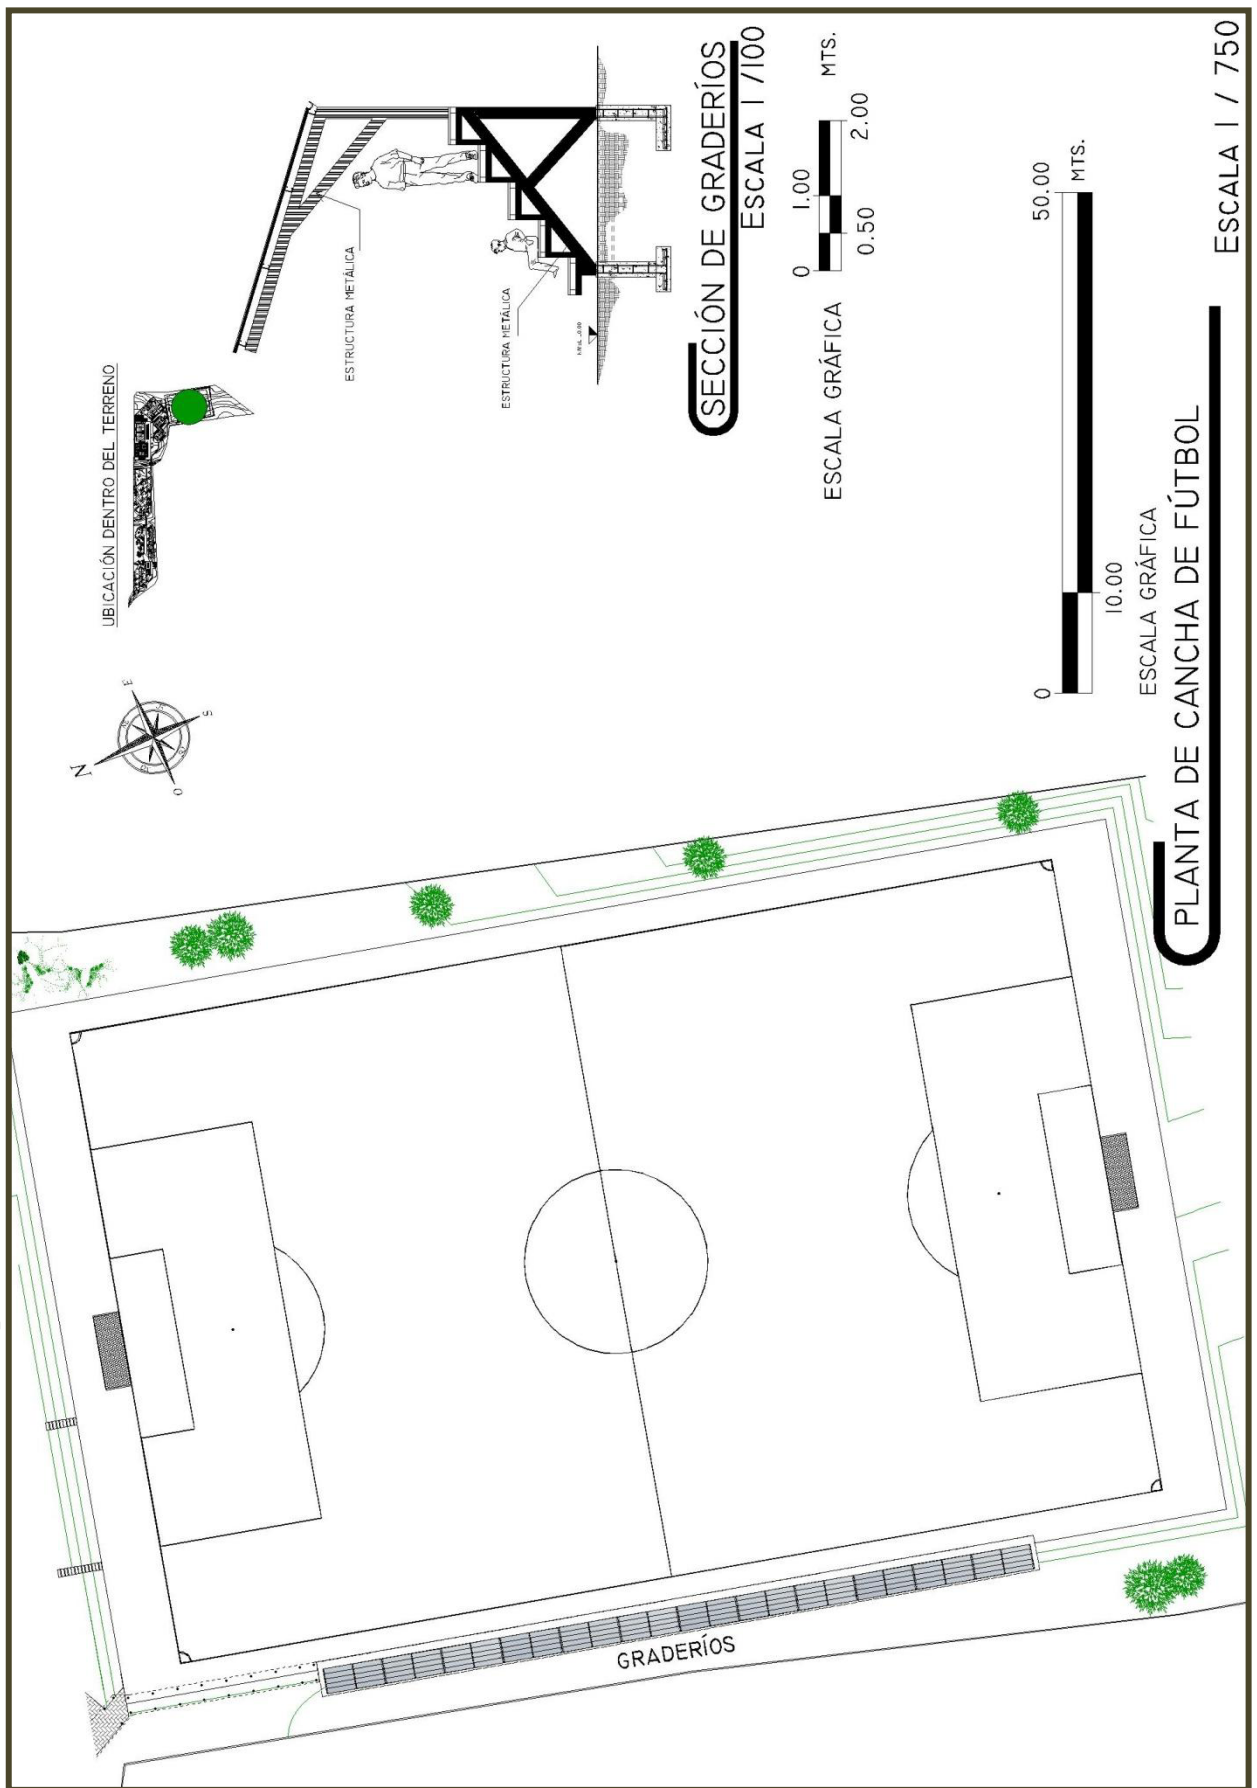 UBICACIÓN DENTRO DEL TERRENO
N
E
S
O
ESTRUCTURA METÁLICA
ESTRUCTURA METÁLICA
SECCIÓN DE GRADERÍOS
ESCALA 1 /100
ESCALA GRÁFICA
0 1.00 MTS.
0.50 2.00
GRADERÍOS
0 50.00
10.00 MTS.
ESCALA GRÁFICA
PLANTA DE CANCHA DE FÚTBOL
ESCALA 1 / 750